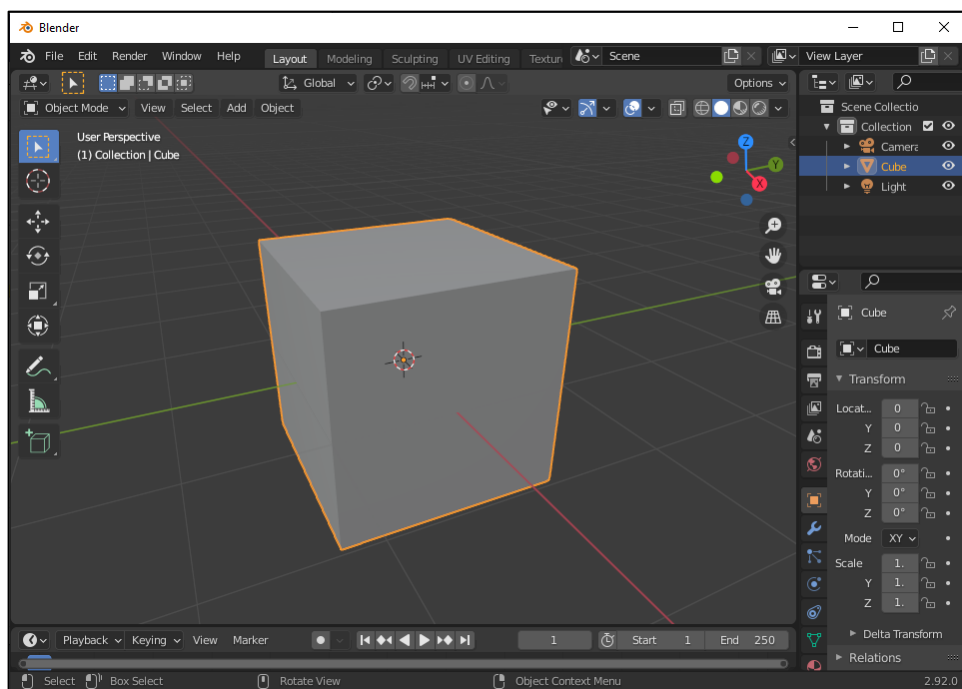 Blender
File Edit Render Window Help Layout Modeling Sculpting UV Editing Textur Scene View Layer
Global Options
Object Mode View Select Add Object
User Perspective
(1) Collection | Cube
Z
Y
X
Scene Collectio
Collection
Camera
Cube
Light
Cube
Cube
Transform
Locat... 0
Y 0
Z 0
Rotati... 0°
Y 0°
Z 0°
Mode XY
Scale 1.
Y 1.
Z 1.
Delta Transform
Relations
Playback Keying View Marker 1 Start 1 End 250
Select Box Select Rotate View Object Context Menu 2.92.0